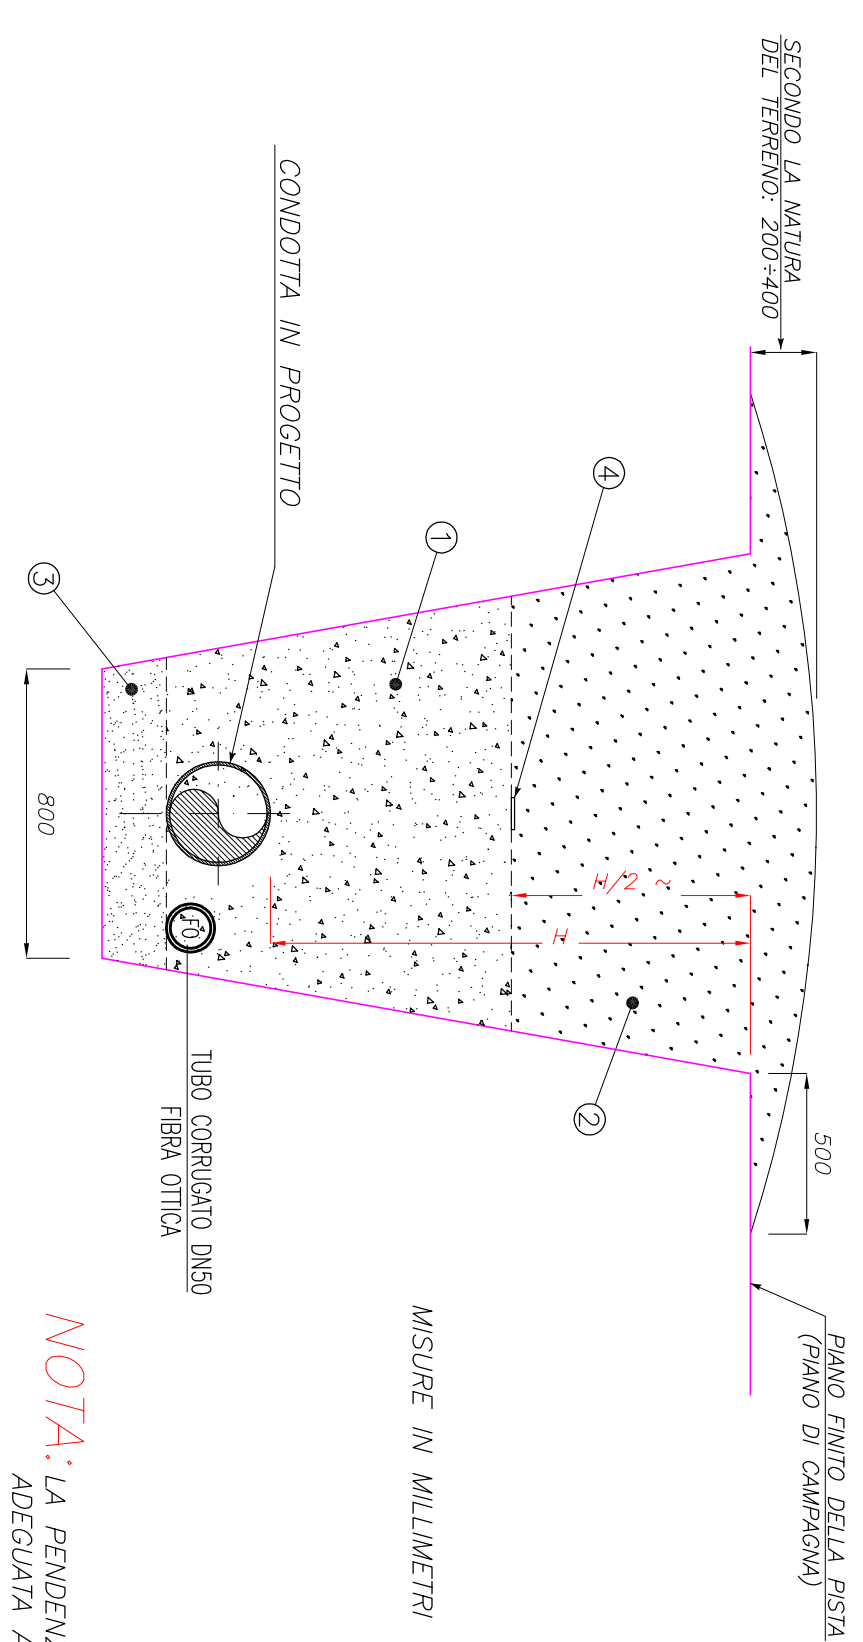 SECONDO LA NATURA
DEL TERRENO: 200÷400
CONDOTTA IN PROGETTO
4
1
3
800
H/2 ~
H
FO
2
500
TUBO CORRUGATO DN50
FIBRA OTTICA
PIANO FINITO DELLA PISTA
(PIANO DI CAMPAGNA)
MISURE IN MILLIMETRI
NOTA: LA PENDEN
ADEGUATA A